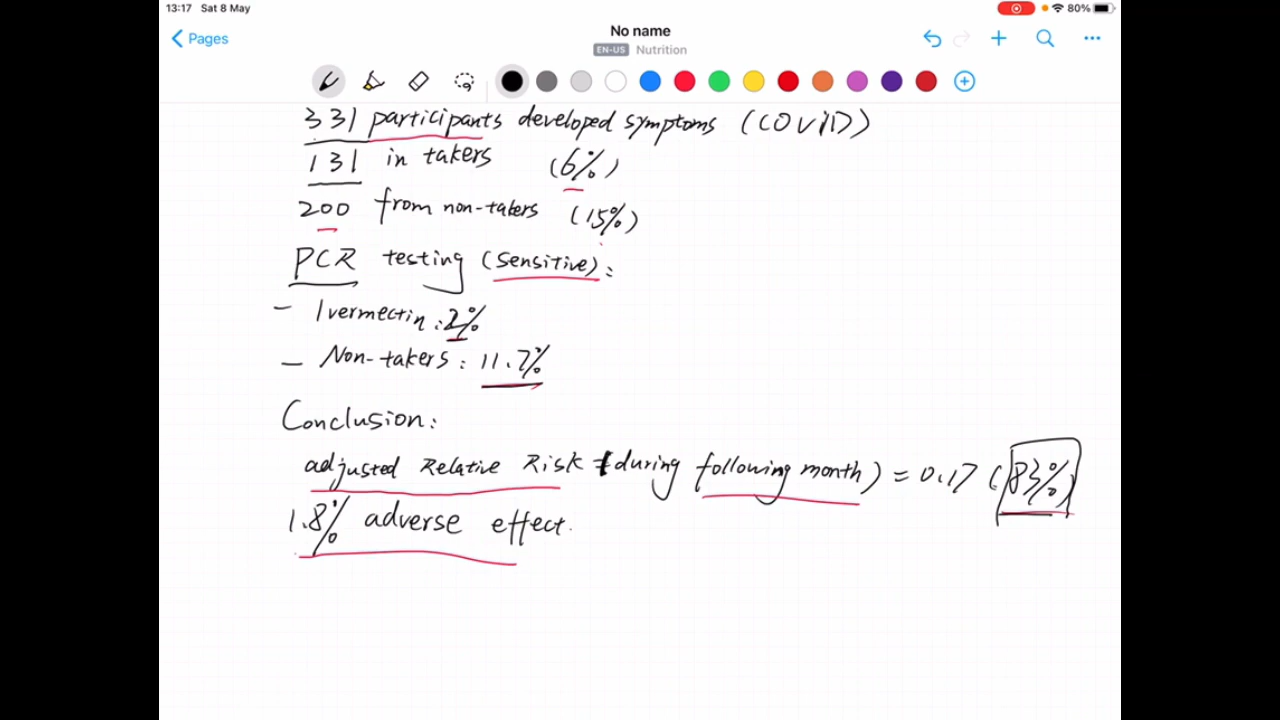 13:17 Sat 8 May
80%
Pages
No name
EN-US Nutrition
331 participants developed symptoms (COVID)
131 in takers (6%)
200 from non-takers (15%)
PCR testing (Sensitive):
- Ivermectin: 2%
- Non-takers: 11.7%
Conclusion:
adjusted Relative Risk (during following month) = 0.17 (83%)
1.8% adverse effect.